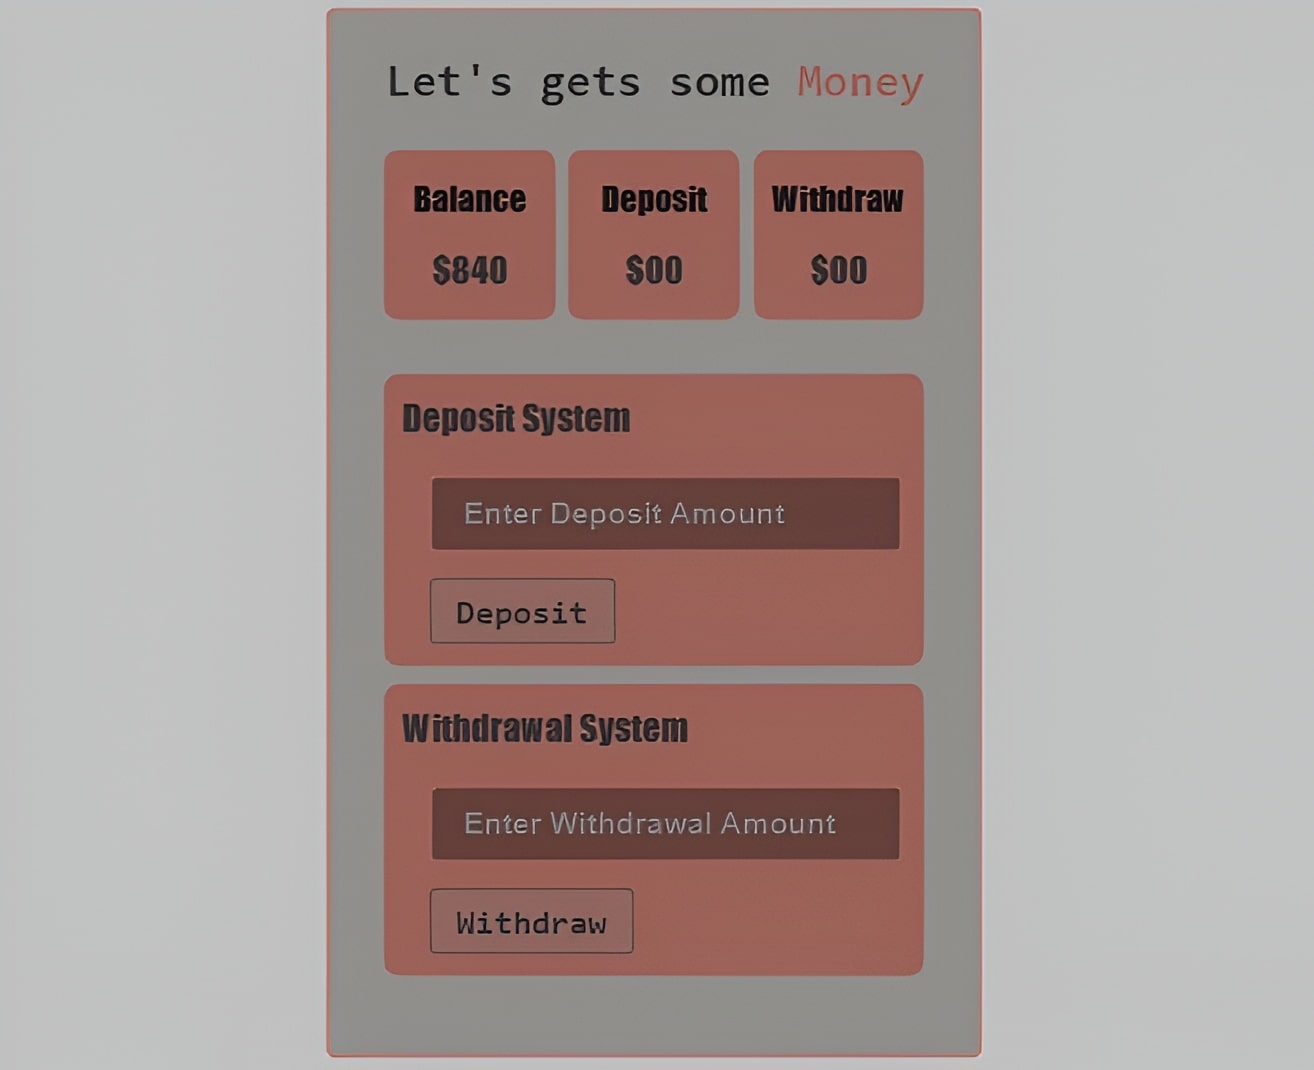 Let's gets some Money
Balance Deposit Withdraw
$840 $00 $00
Deposit System
Enter Deposit Amount
Deposit
Withdrawal System
Enter Withdrawal Amount
Withdraw